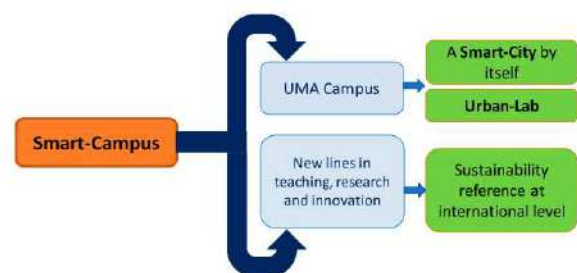 Smart-Campus
UMA Campus
A Smart-City by
itself
Urban-Lab
New lines in
teaching, research
and innovation
Sustainability
reference at
international level